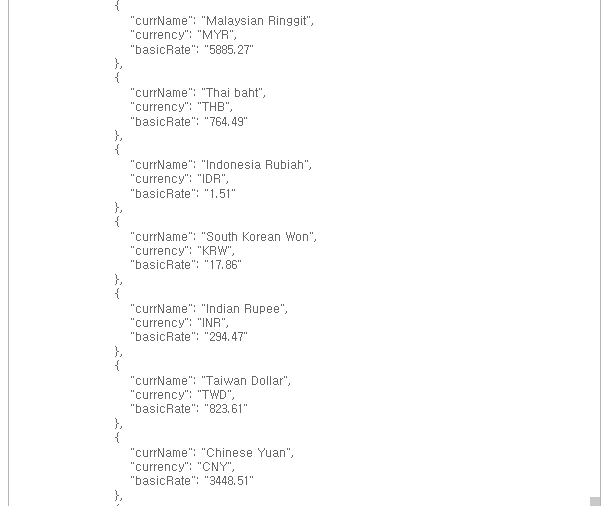 {
"currName": "Malaysian Ringgit",
"currency": "MYR",
"basicRate": "5885.27"
},
{
"currName": "Thai baht",
"currency": "THB",
"basicRate": "764.49"
},
{
"currName": "Indonesia Rubiah",
"currency": "IDR",
"basicRate": "1.51"
},
{
"currName": "South Korean Won",
"currency": "KRW",
"basicRate": "17.86"
},
{
"currName": "Indian Rupee",
"currency": "INR",
"basicRate": "294.47"
},
{
"currName": "Taiwan Dollar",
"currency": "TWD",
"basicRate": "823.61"
},
{
"currName": "Chinese Yuan",
"currency": "CNY",
"basicRate": "3448.51"
},